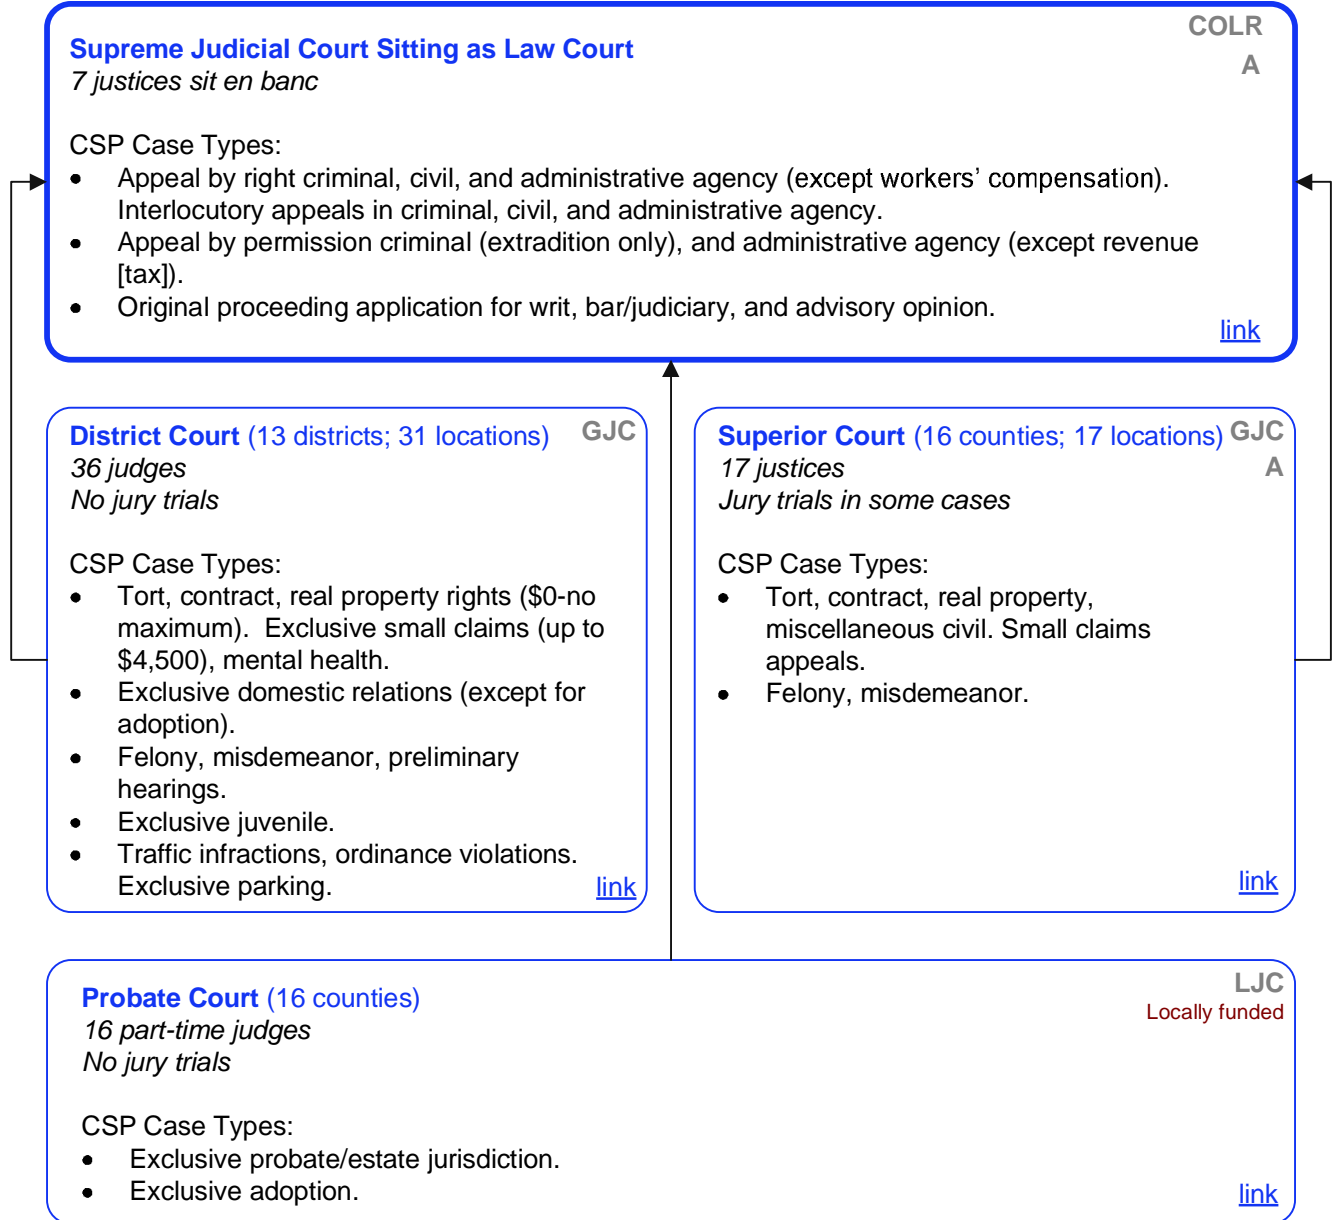 COLR
Supreme Judicial Court Sitting as Law Court
A
7 justices sit en banc
CSP Case Types:
• Appeal by right criminal, civil, and administrative agency (except workers’ compensation).
Interlocutory appeals in criminal, civil, and administrative agency.
• Appeal by permission criminal (extradition only), and administrative agency (except revenue
[tax]).
• Original proceeding application for writ, bar/judiciary, and advisory opinion.
link
District Court (13 districts; 31 locations) GJC
36 judges
No jury trials
CSP Case Types:
• Tort, contract, real property rights ($0-no
maximum).  Exclusive small claims (up to
$4,500), mental health.
• Exclusive domestic relations (except for
adoption).
• Felony, misdemeanor, preliminary
hearings.
• Exclusive juvenile.
• Traffic infractions, ordinance violations.
Exclusive parking.
link
Superior Court (16 counties; 17 locations) GJC
A
17 justices
Jury trials in some cases
CSP Case Types:
• Tort, contract, real property,
miscellaneous civil. Small claims
appeals.
• Felony, misdemeanor.
link
LJC
Probate Court (16 counties)
Locally funded
16 part-time judges
No jury trials
CSP Case Types:
• Exclusive probate/estate jurisdiction.
• Exclusive adoption.
link